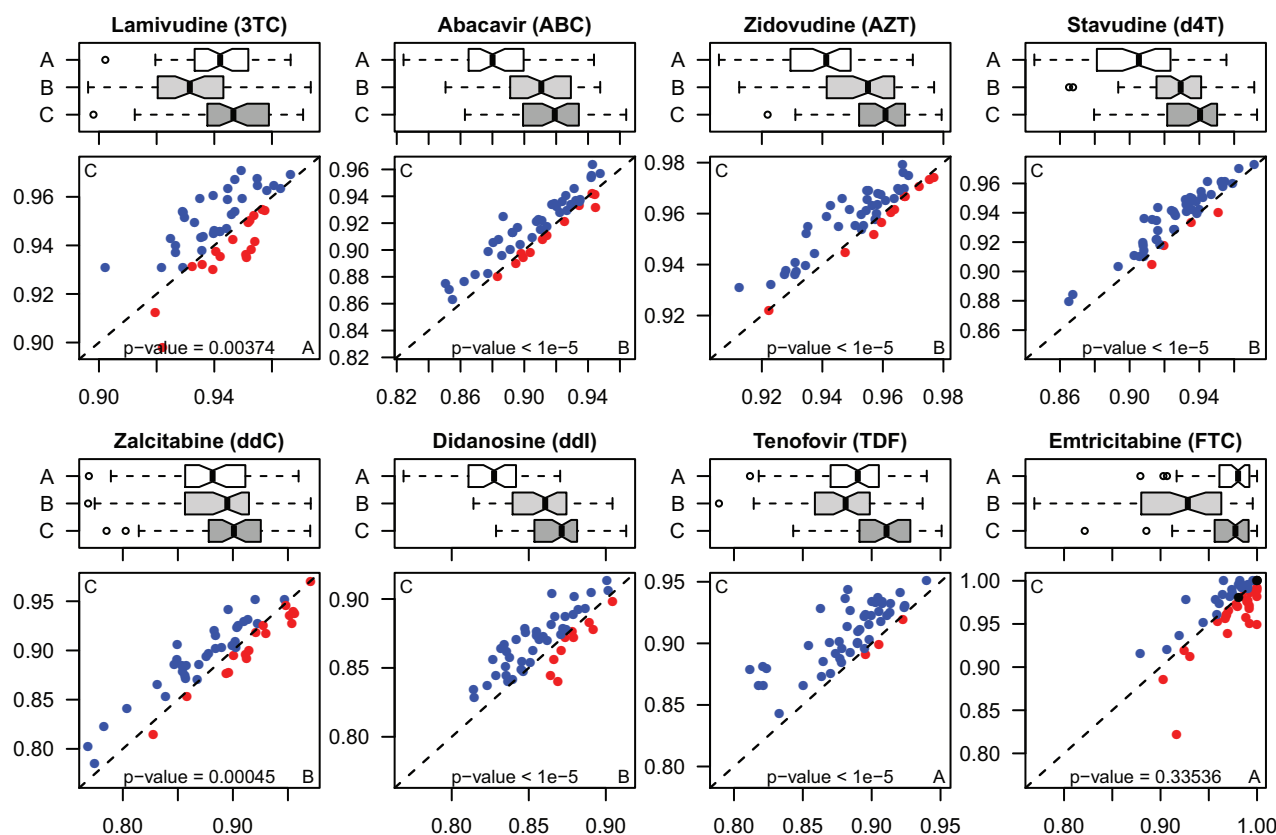 Lamivudine (3TC) Abacavir (ABC) Zidovudine (AZT) Stavudine (d4T)
A A A A
B B B B
C C C C
C C C C
0.96 0.96 0.98 0.96
0.94 0.94 0.96 0.94
0.92 0.92 0.94 0.92
0.90 0.90 0.92 0.90
0.88 0.88
0.86 0.86
0.84
0.82
p−value = 0.00374 A p−value < 1e−5 B p−value < 1e−5 B p−value < 1e−5 B
0.90 0.94 0.82 0.86 0.90 0.94 0.92 0.94 0.96 0.98 0.86 0.90 0.94
Zalcitabine (ddC) Didanosine (ddI) Tenofovir (TDF) Emtricitabine (FTC)
A A A A
B B B B
C C C C
C C C C
0.95 0.90 0.95 1.00
0.90 0.85 0.90 0.95
0.85 0.80 0.85 0.90
0.80 0.80 0.85
0.80
p−value = 0.00045 B p−value < 1e−5 B p−value < 1e−5 A p−value = 0.33536 A
0.80 0.90 0.80 0.85 0.90 0.80 0.85 0.90 0.95 0.80 0.90 1.00